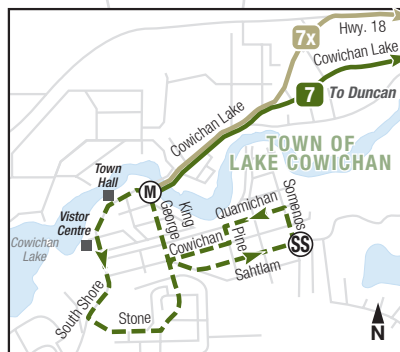 7x
Hwy. 18
Cowichan Lake
7
To Duncan
Cowichan Lake
TOWN OF
LAKE COWICHAN
Town
Hall
M
King
George
Quamichan
Somenos
Vistor
Centre
Cowichan
Lake
Cowichan
Pine
SS
Sahtlam
South Shore
Stone
N